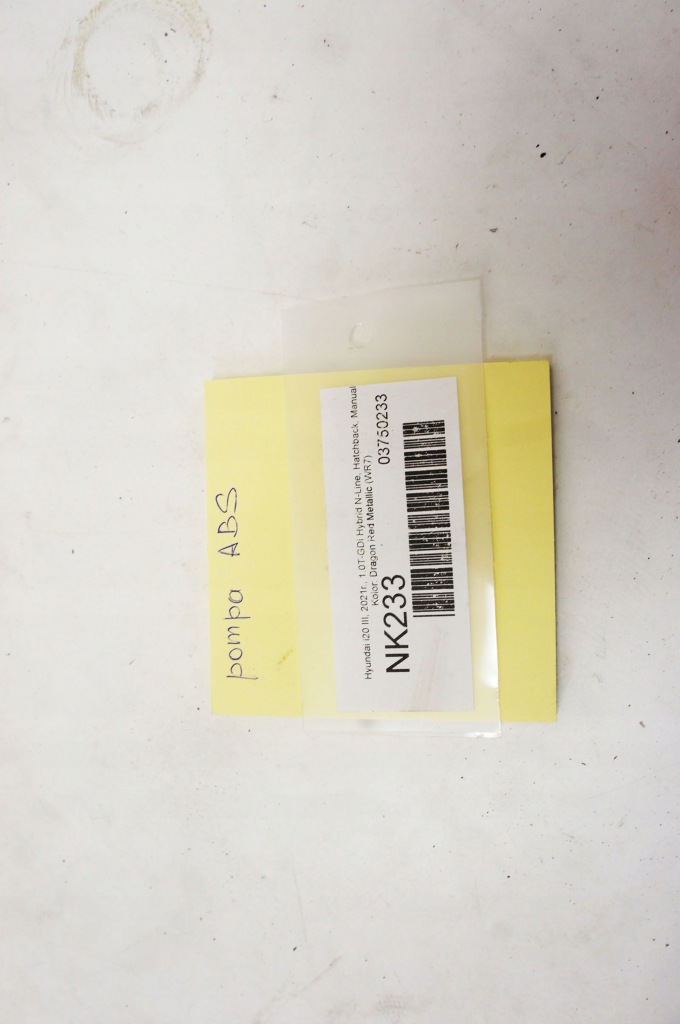 pompa ABS
Hyundai i20 III, 2021r., 1.0T-GDi Hybrid N-Line, Hatchback, Manual
Kolor: Dragon Red Metallic (WR7)
NK233 03750233